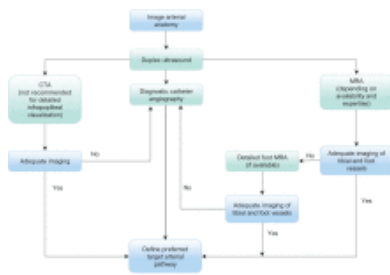 Image arterial
anatomy
Duplex ultrasound
CTA
(not recommended
for detailed
infrapopliteal
visualisation)
Diagnostic catheter
angiography
MRA
(depending on
availability and
expertise)
Adequate imaging
No
Yes
Detailed foot MRA
(if available)
No
Adequate imaging of
tibial and foot
vessels
No
Adequate imaging of
tibial and foot vessels
Yes
Yes
Define preferred
target arterial
pathway